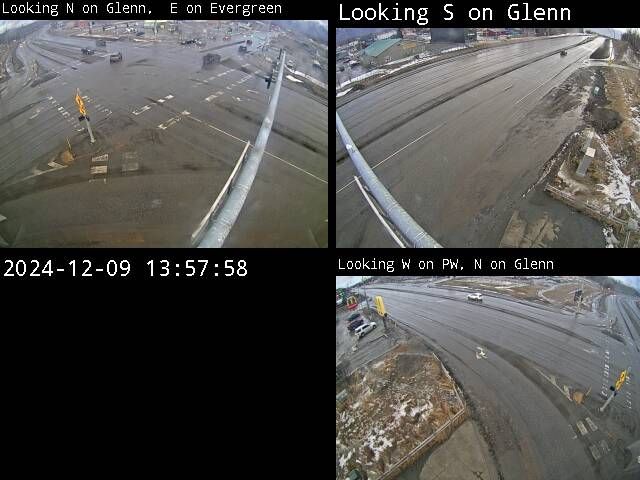 Looking N on Glenn,  E on Evergreen
Looking S on Glenn
2024-12-09 13:57:58
Looking W on PW, N on Glenn